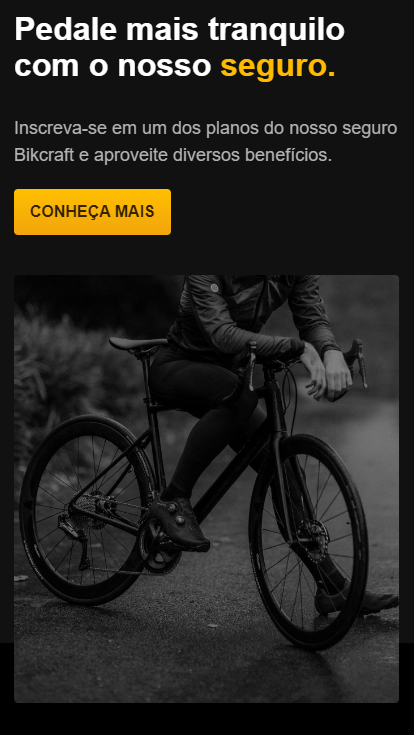 Pedale mais tranquilo
com o nosso seguro.
Inscreva-se em um dos planos do nosso seguro
Bikcraft e aproveite diversos benefícios.
CONHEÇA MAIS